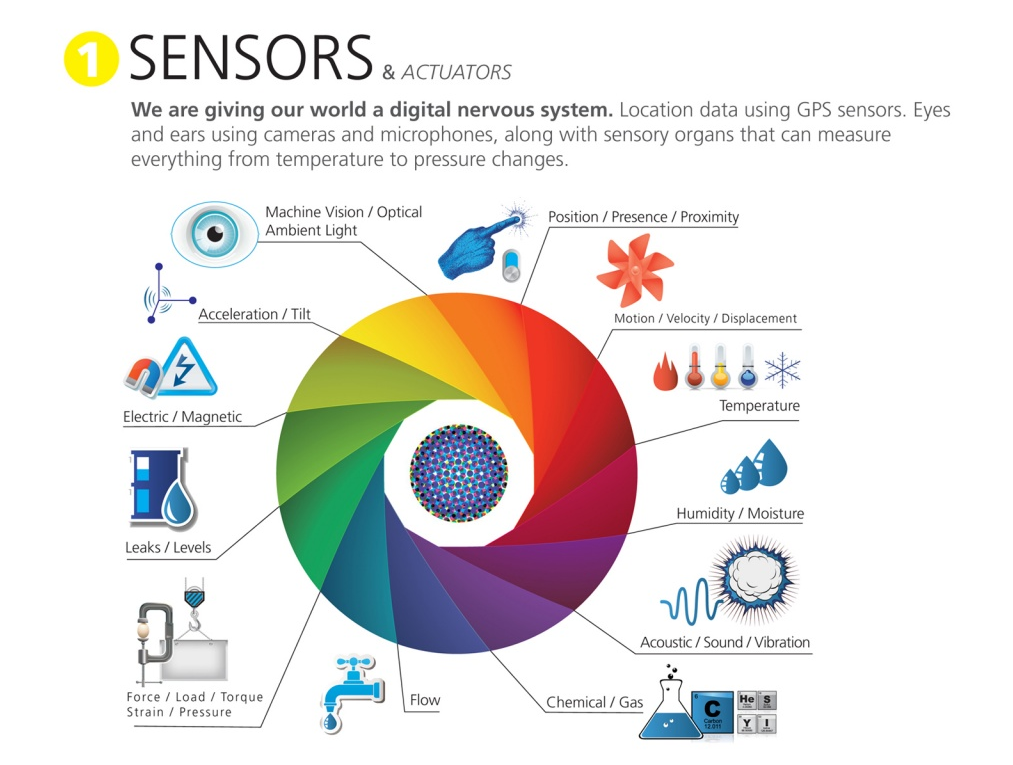 1 SENSORS & ACTUATORS
We are giving our world a digital nervous system. Location data using GPS sensors. Eyes
and ears using cameras and microphones, along with sensory organs that can measure
everything from temperature to pressure changes.
Machine Vision / Optical
Ambient Light
Position / Presence / Proximity
Acceleration / Tilt
Motion / Velocity / Displacement
Electric / Magnetic
Temperature
Leaks / Levels
Humidity / Moisture
Acoustic / Sound / Vibration
Force / Load / Torque
Strain / Pressure
Flow
Chemical / Gas
6
C
Carbon
12.011
He S
Y I